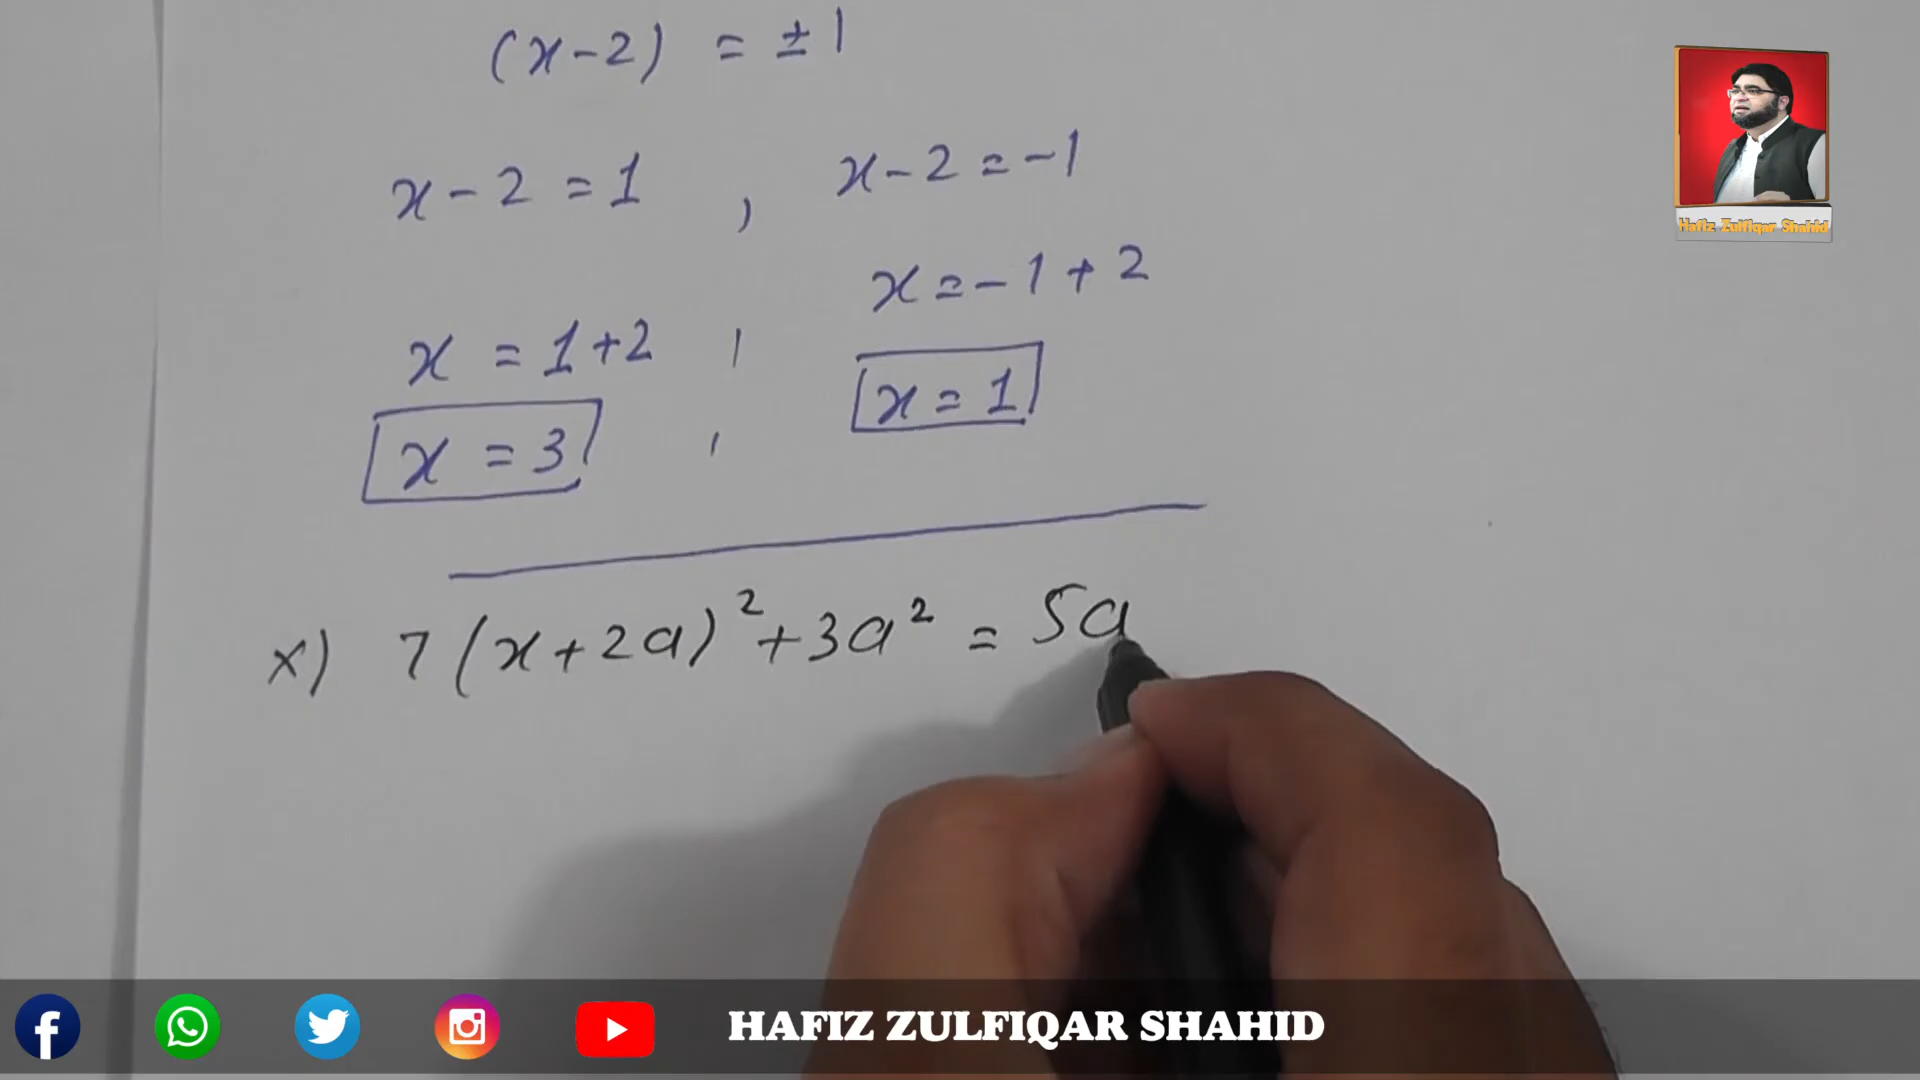 (x-2) = ±1
x-2 = 1 , x-2 = -1
x = 1+2 , x = -1+2
x = 3 , x = 1
x) 7(x+2a)²+3a² = 5a
Hafiz Zulfiqar Shahid
HAFIZ ZULFIQAR SHAHID